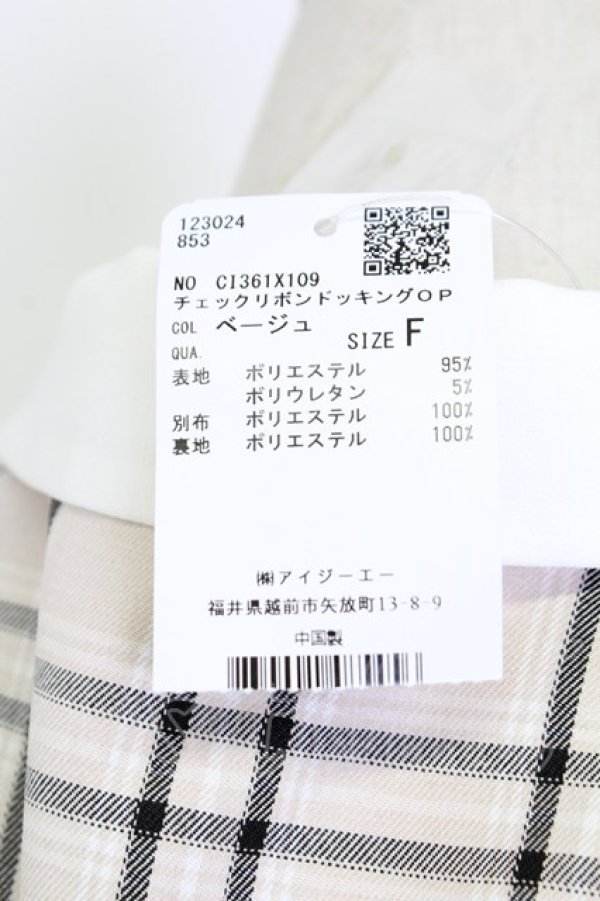 123024
853
NO CI361X109
チェックリボンドッキングOP
COL ベージュ
SIZE F
QUA.
表地 ポリエステル 95%
ポリウレタン 5%
別布 ポリエステル 100%
裏地 ポリエステル 100%
㈱アイジーエー
福井県越前市矢放町13-8-9
中国製